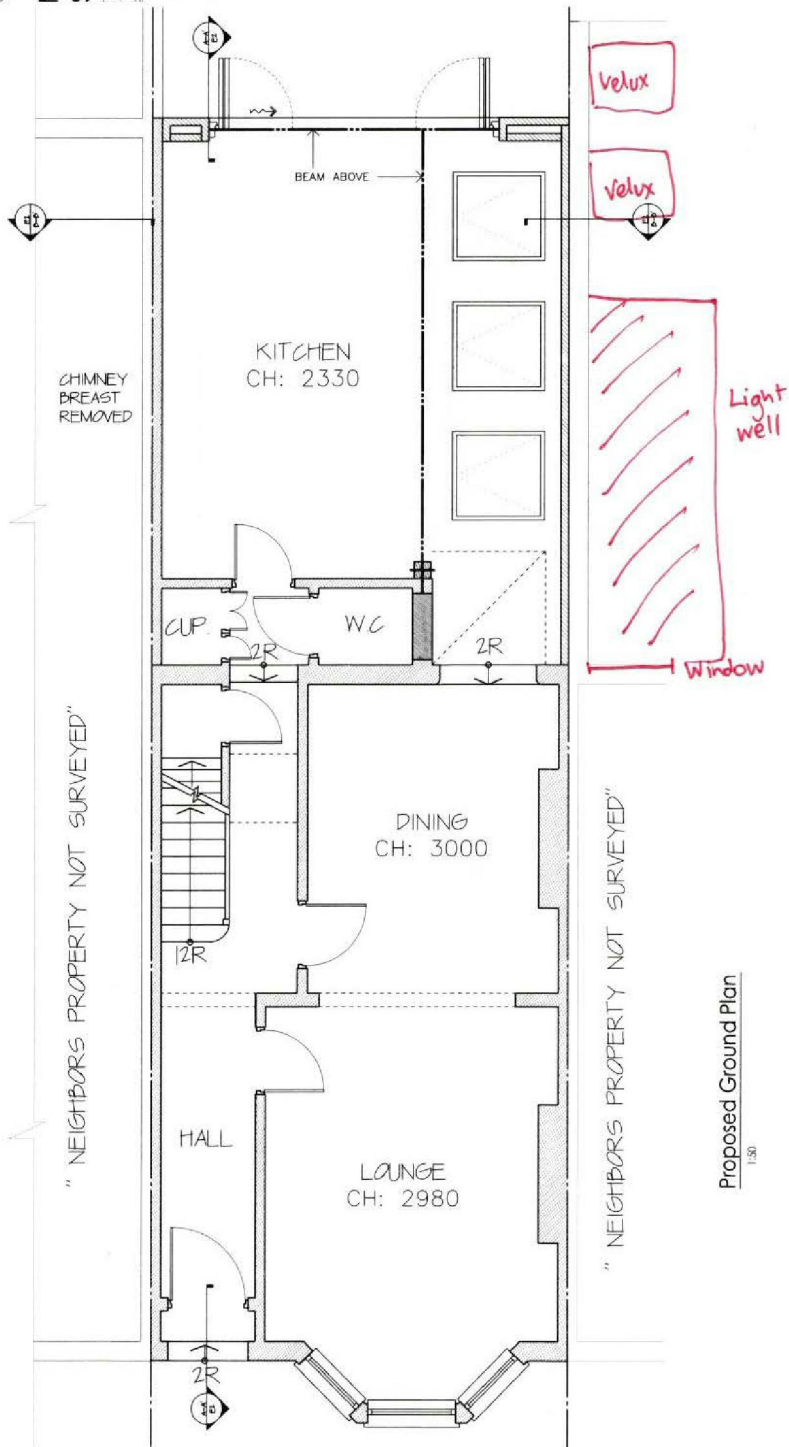 Velux
BEAM ABOVE
Velux
KITCHEN
CH: 2330
CHIMNEY
BREAST
REMOVED
Light
well
CUP.
W.C
2R
2R
Window
" NEIGHBORS PROPERTY NOT SURVEYED"
DINING
CH: 3000
" NEIGHBORS PROPERTY NOT SURVEYED"
12R
HALL
LOUNGE
CH: 2980
Proposed Ground Plan
1:50
2R